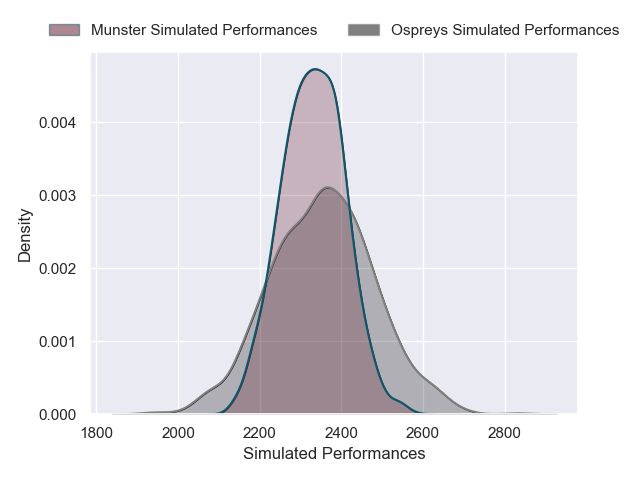 Munster Simulated Performances
Ospreys Simulated Performances
Density
0.004
0.003
0.002
0.001
0.000
1800 2000 2200 2400 2600 2800
Simulated Performances